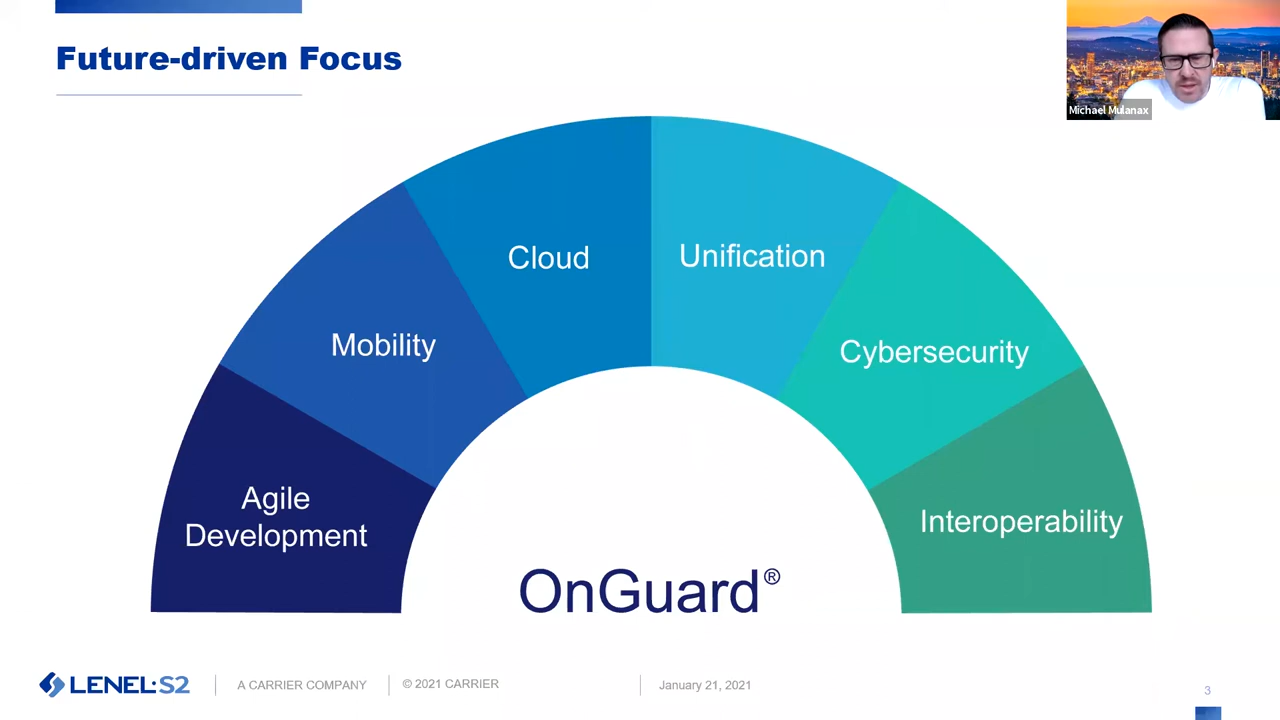 Future-driven Focus
Michael Mulanax
Cloud
Unification
Mobility
Cybersecurity
Agile
Development
Interoperability
OnGuard®
LENEL·S2
A CARRIER COMPANY
© 2021 CARRIER
January 21, 2021
3